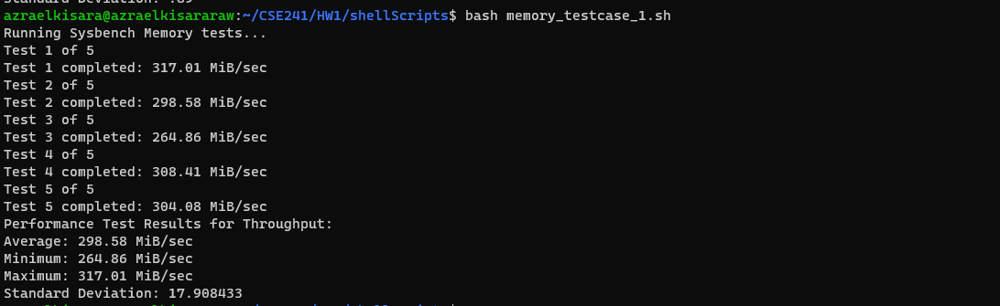 Standard Deviation: .89
azraelkisara@azraelkisararaw:~/CSE241/HW1/shellScripts$ bash memory_testcase_1.sh
Running Sysbench Memory tests...
Test 1 of 5
Test 1 completed: 317.01 MiB/sec
Test 2 of 5
Test 2 completed: 298.58 MiB/sec
Test 3 of 5
Test 3 completed: 264.86 MiB/sec
Test 4 of 5
Test 4 completed: 308.41 MiB/sec
Test 5 of 5
Test 5 completed: 304.08 MiB/sec
Performance Test Results for Throughput:
Average: 298.58 MiB/sec
Minimum: 264.86 MiB/sec
Maximum: 317.01 MiB/sec
Standard Deviation: 17.908433